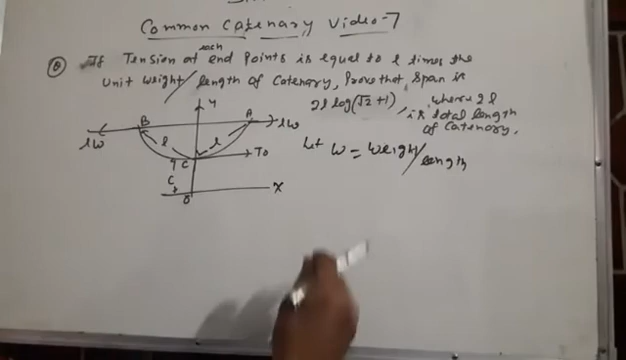 Common Catenary Video-7
Q If Tension at each end Points is equal to l times the
Unit weight/length of Catenary, Prove that, span is
2l log(√2+1), where 2l
is total length
of Catenary.
Let w = weight/length
Y
B
A
lw
lw
l
l
C
T0
C
O
X